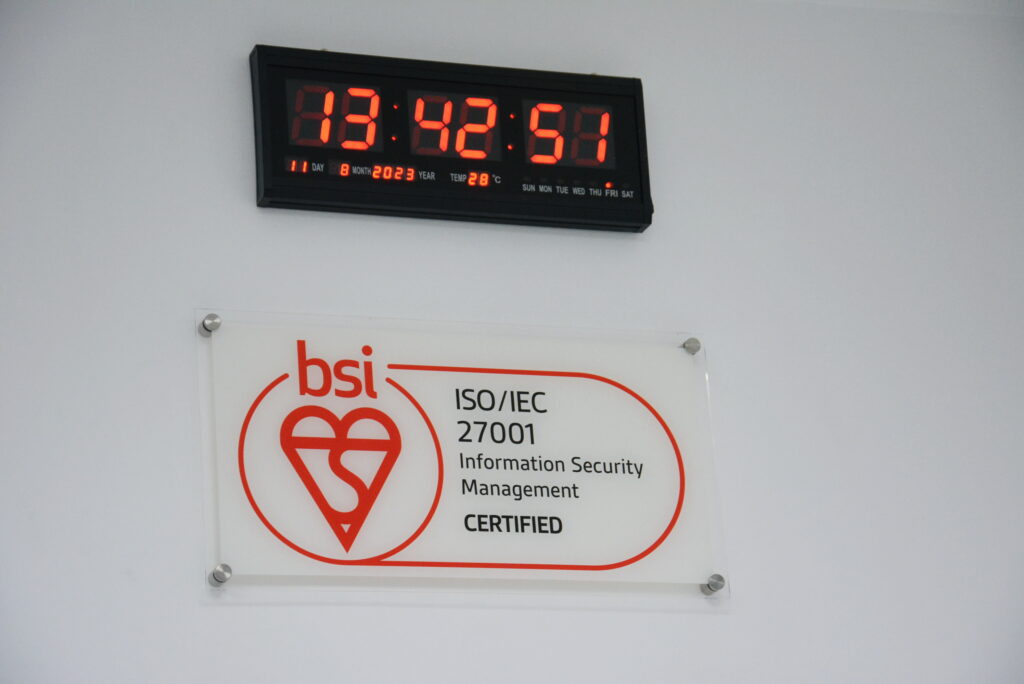 13:42:51
11 DAY 8 MONTH 2023 YEAR TEMP 28 °C
SUN MON TUE WED THU FRI SAT
bsi
ISO/IEC
27001
Information Security
Management
CERTIFIED